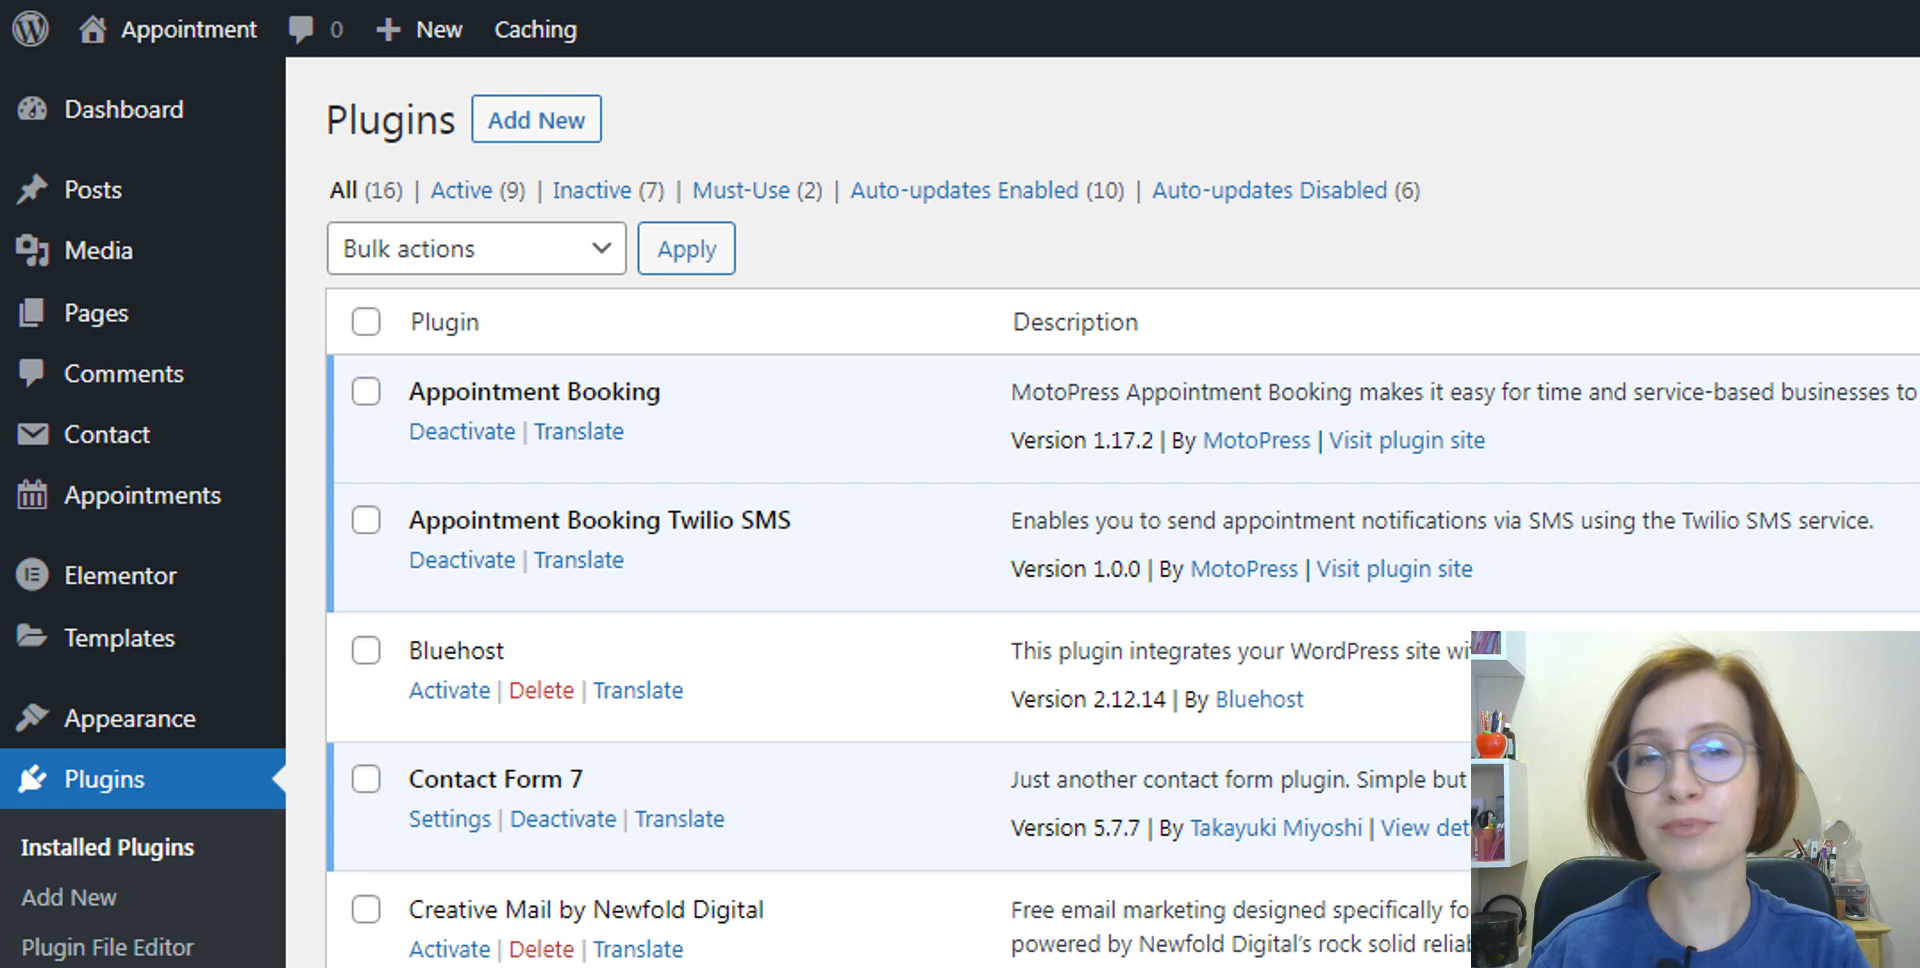 Appointment 0 New Caching
Dashboard
Posts
Media
Pages
Comments
Contact
Appointments
Elementor
Templates
Appearance
Plugins
Installed Plugins
Add New
Plugin File Editor
Plugins Add New
All (16) | Active (9) | Inactive (7) | Must-Use (2) | Auto-updates Enabled (10) | Auto-updates Disabled (6)
Bulk actions Apply
Plugin Description
Appointment Booking
Deactivate | Translate
MotoPress Appointment Booking makes it easy for time and service-based businesses to
Version 1.17.2 | By MotoPress | Visit plugin site
Appointment Booking Twilio SMS
Deactivate | Translate
Enables you to send appointment notifications via SMS using the Twilio SMS service.
Version 1.0.0 | By MotoPress | Visit plugin site
Bluehost
Activate | Delete | Translate
This plugin integrates your WordPress site wi
Version 2.12.14 | By Bluehost
Contact Form 7
Settings | Deactivate | Translate
Just another contact form plugin. Simple but
Version 5.7.7 | By Takayuki Miyoshi | View det
Creative Mail by Newfold Digital
Activate | Delete | Translate
Free email marketing designed specifically fo
powered by Newfold Digital's rock solid reliab